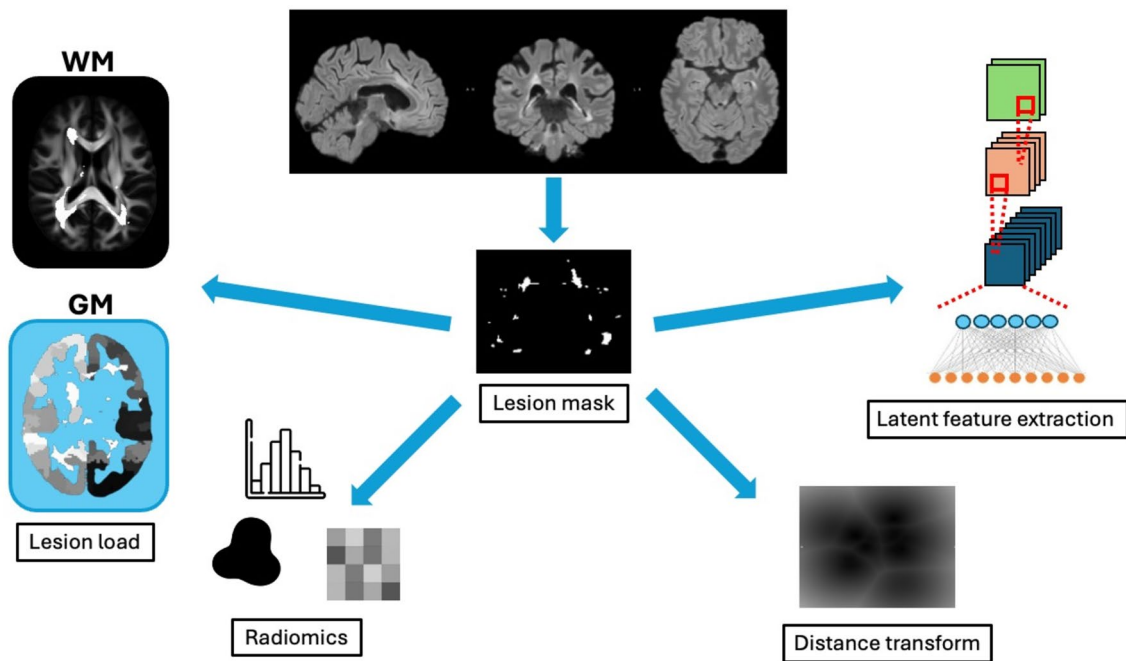 WM
GM
Lesion load
Lesion mask
Radiomics
Distance transform
Latent feature extraction